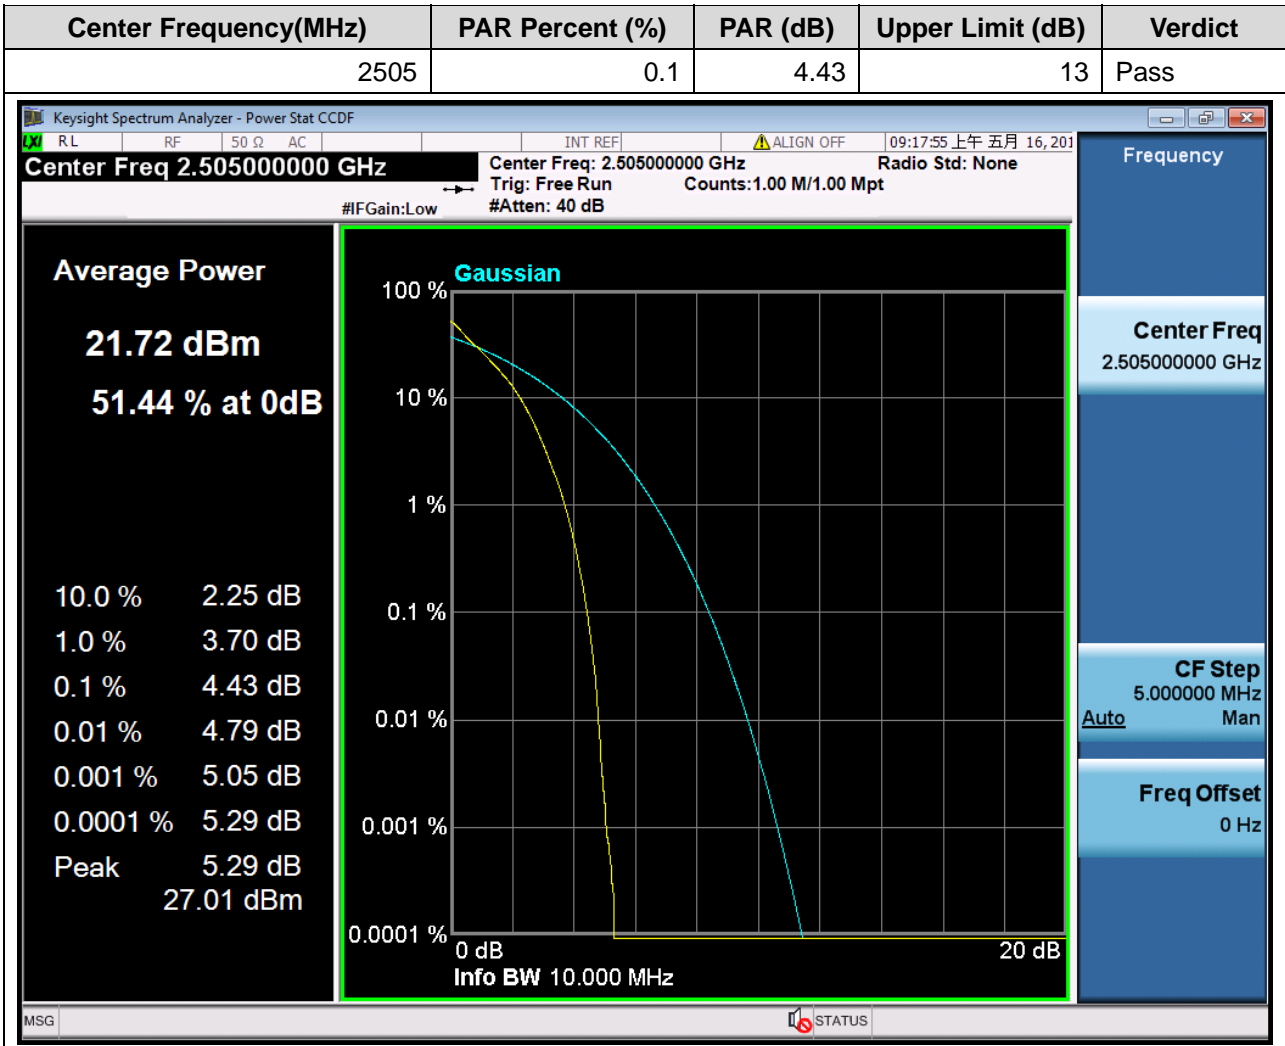 Center Frequency(MHz) PAR Percent (%) PAR (dB) Upper Limit (dB) Verdict
2505 0.1 4.43 13 Pass
Keysight Spectrum Analyzer - Power Stat CCDF
LXI RL RF 50 Ω AC INT REF ALIGN OFF 09:17:55 上午 五月 16, 201
Center Freq 2.505000000 GHz
#IFGain:Low
Center Freq: 2.505000000 GHz Radio Std: None
Trig: Free Run Counts:1.00 M/1.00 Mpt
#Atten: 40 dB
Average Power
21.72 dBm
51.44 % at 0dB
10.0 % 2.25 dB
1.0 % 3.70 dB
0.1 % 4.43 dB
0.01 % 4.79 dB
0.001 % 5.05 dB
0.0001 % 5.29 dB
Peak 5.29 dB
27.01 dBm
Gaussian
100 %
10 %
1 %
0.1 %
0.01 %
0.001 %
0.0001 %
0 dB 20 dB
Info BW 10.000 MHz
Frequency
Center Freq
2.505000000 GHz
CF Step
5.000000 MHz
Auto Man
Freq Offset
0 Hz
MSG STATUS